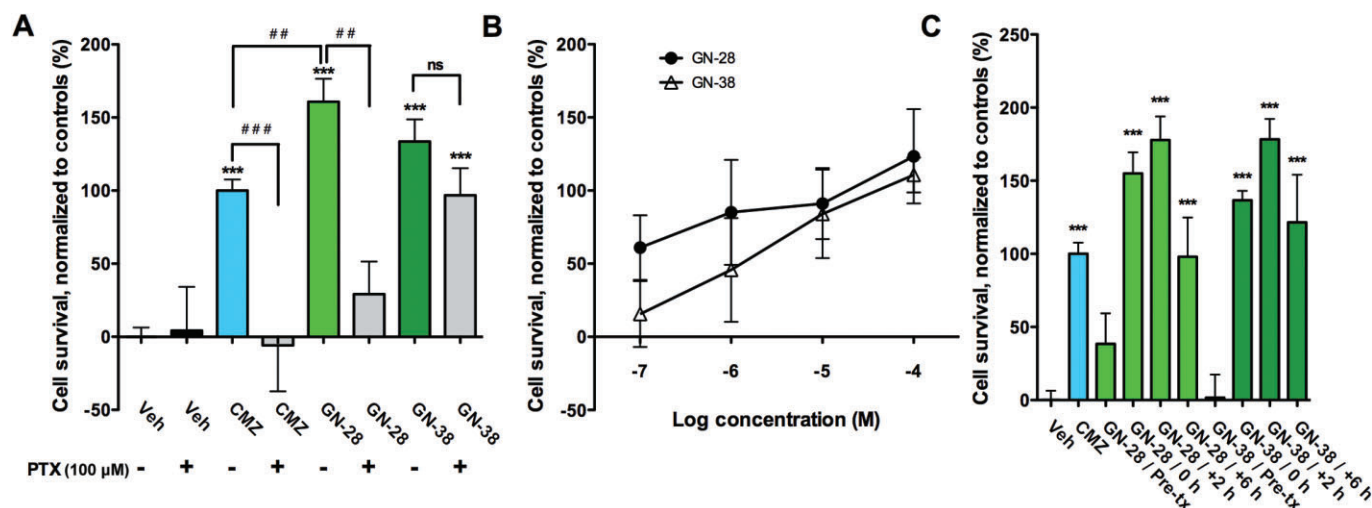 A
Cell survival, normalized to controls (%)
200
150
100
50
0
-50
***
###
##
***
##
***
ns
***
Veh
Veh
CMZ
CMZ
GN-28
GN-28
GN-38
GN-38
PTX (100 µM) - + - + - + - +
B
Cell survival, normalized to controls (%)
200
150
100
50
0
-50
GN-28
GN-38
-7 -6 -5 -4
Log concentration (M)
C
Cell survival, normalized to controls (%)
250
200
150
100
50
0
***
***
***
***
***
***
***
Veh
CMZ
GN-28 / Pre-tx
GN-28 / 0 h
GN-28 / +2 h
GN-28 / +6 h
GN-38 / Pre-tx
GN-38 / 0 h
GN-38 / +2 h
GN-38 / +6 h